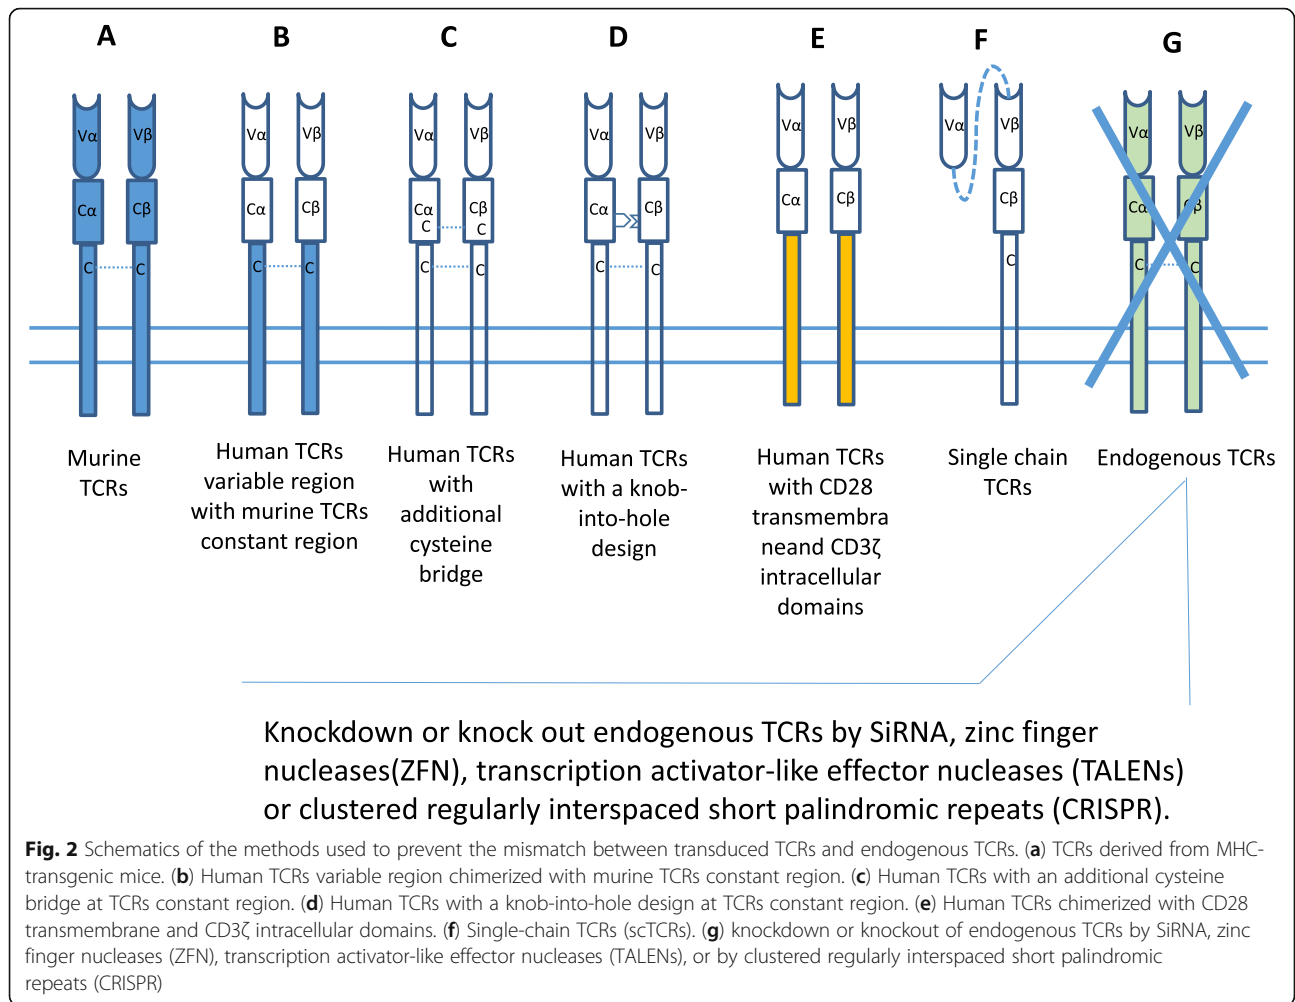 A B C D E F G
Vα Vβ Vα Vβ Vα Vβ Vα Vβ Vα Vβ Vα Vβ Vα Vβ
Cα Cβ Cα Cβ Cα Cβ Cα Cβ Cα Cβ Cβ Cα Cβ
C C
C C C C C C C C C C C
Murine
TCRs
Human TCRs
variable region
with murine TCRs
constant region
Human TCRs
with
additional
cysteine
bridge
Human TCRs
with a knob-
into-hole
design
Human TCRs
with CD28
transmembra
neand CD3ζ
intracellular
domains
Single chain
TCRs
Endogenous TCRs
Knockdown or knock out endogenous TCRs by SiRNA, zinc finger
nucleases(ZFN), transcription activator-like effector nucleases (TALENs)
or clustered regularly interspaced short palindromic repeats (CRISPR).
Fig. 2 Schematics of the methods used to prevent the mismatch between transduced TCRs and endogenous TCRs. (a) TCRs derived from MHC-
transgenic mice. (b) Human TCRs variable region chimerized with murine TCRs constant region. (c) Human TCRs with an additional cysteine
bridge at TCRs constant region. (d) Human TCRs with a knob-into-hole design at TCRs constant region. (e) Human TCRs chimerized with CD28
transmembrane and CD3ζ intracellular domains. (f) Single-chain TCRs (scTCRs). (g) knockdown or knockout of endogenous TCRs by SiRNA, zinc
finger nucleases (ZFN), transcription activator-like effector nucleases (TALENs), or by clustered regularly interspaced short palindromic
repeats (CRISPR)